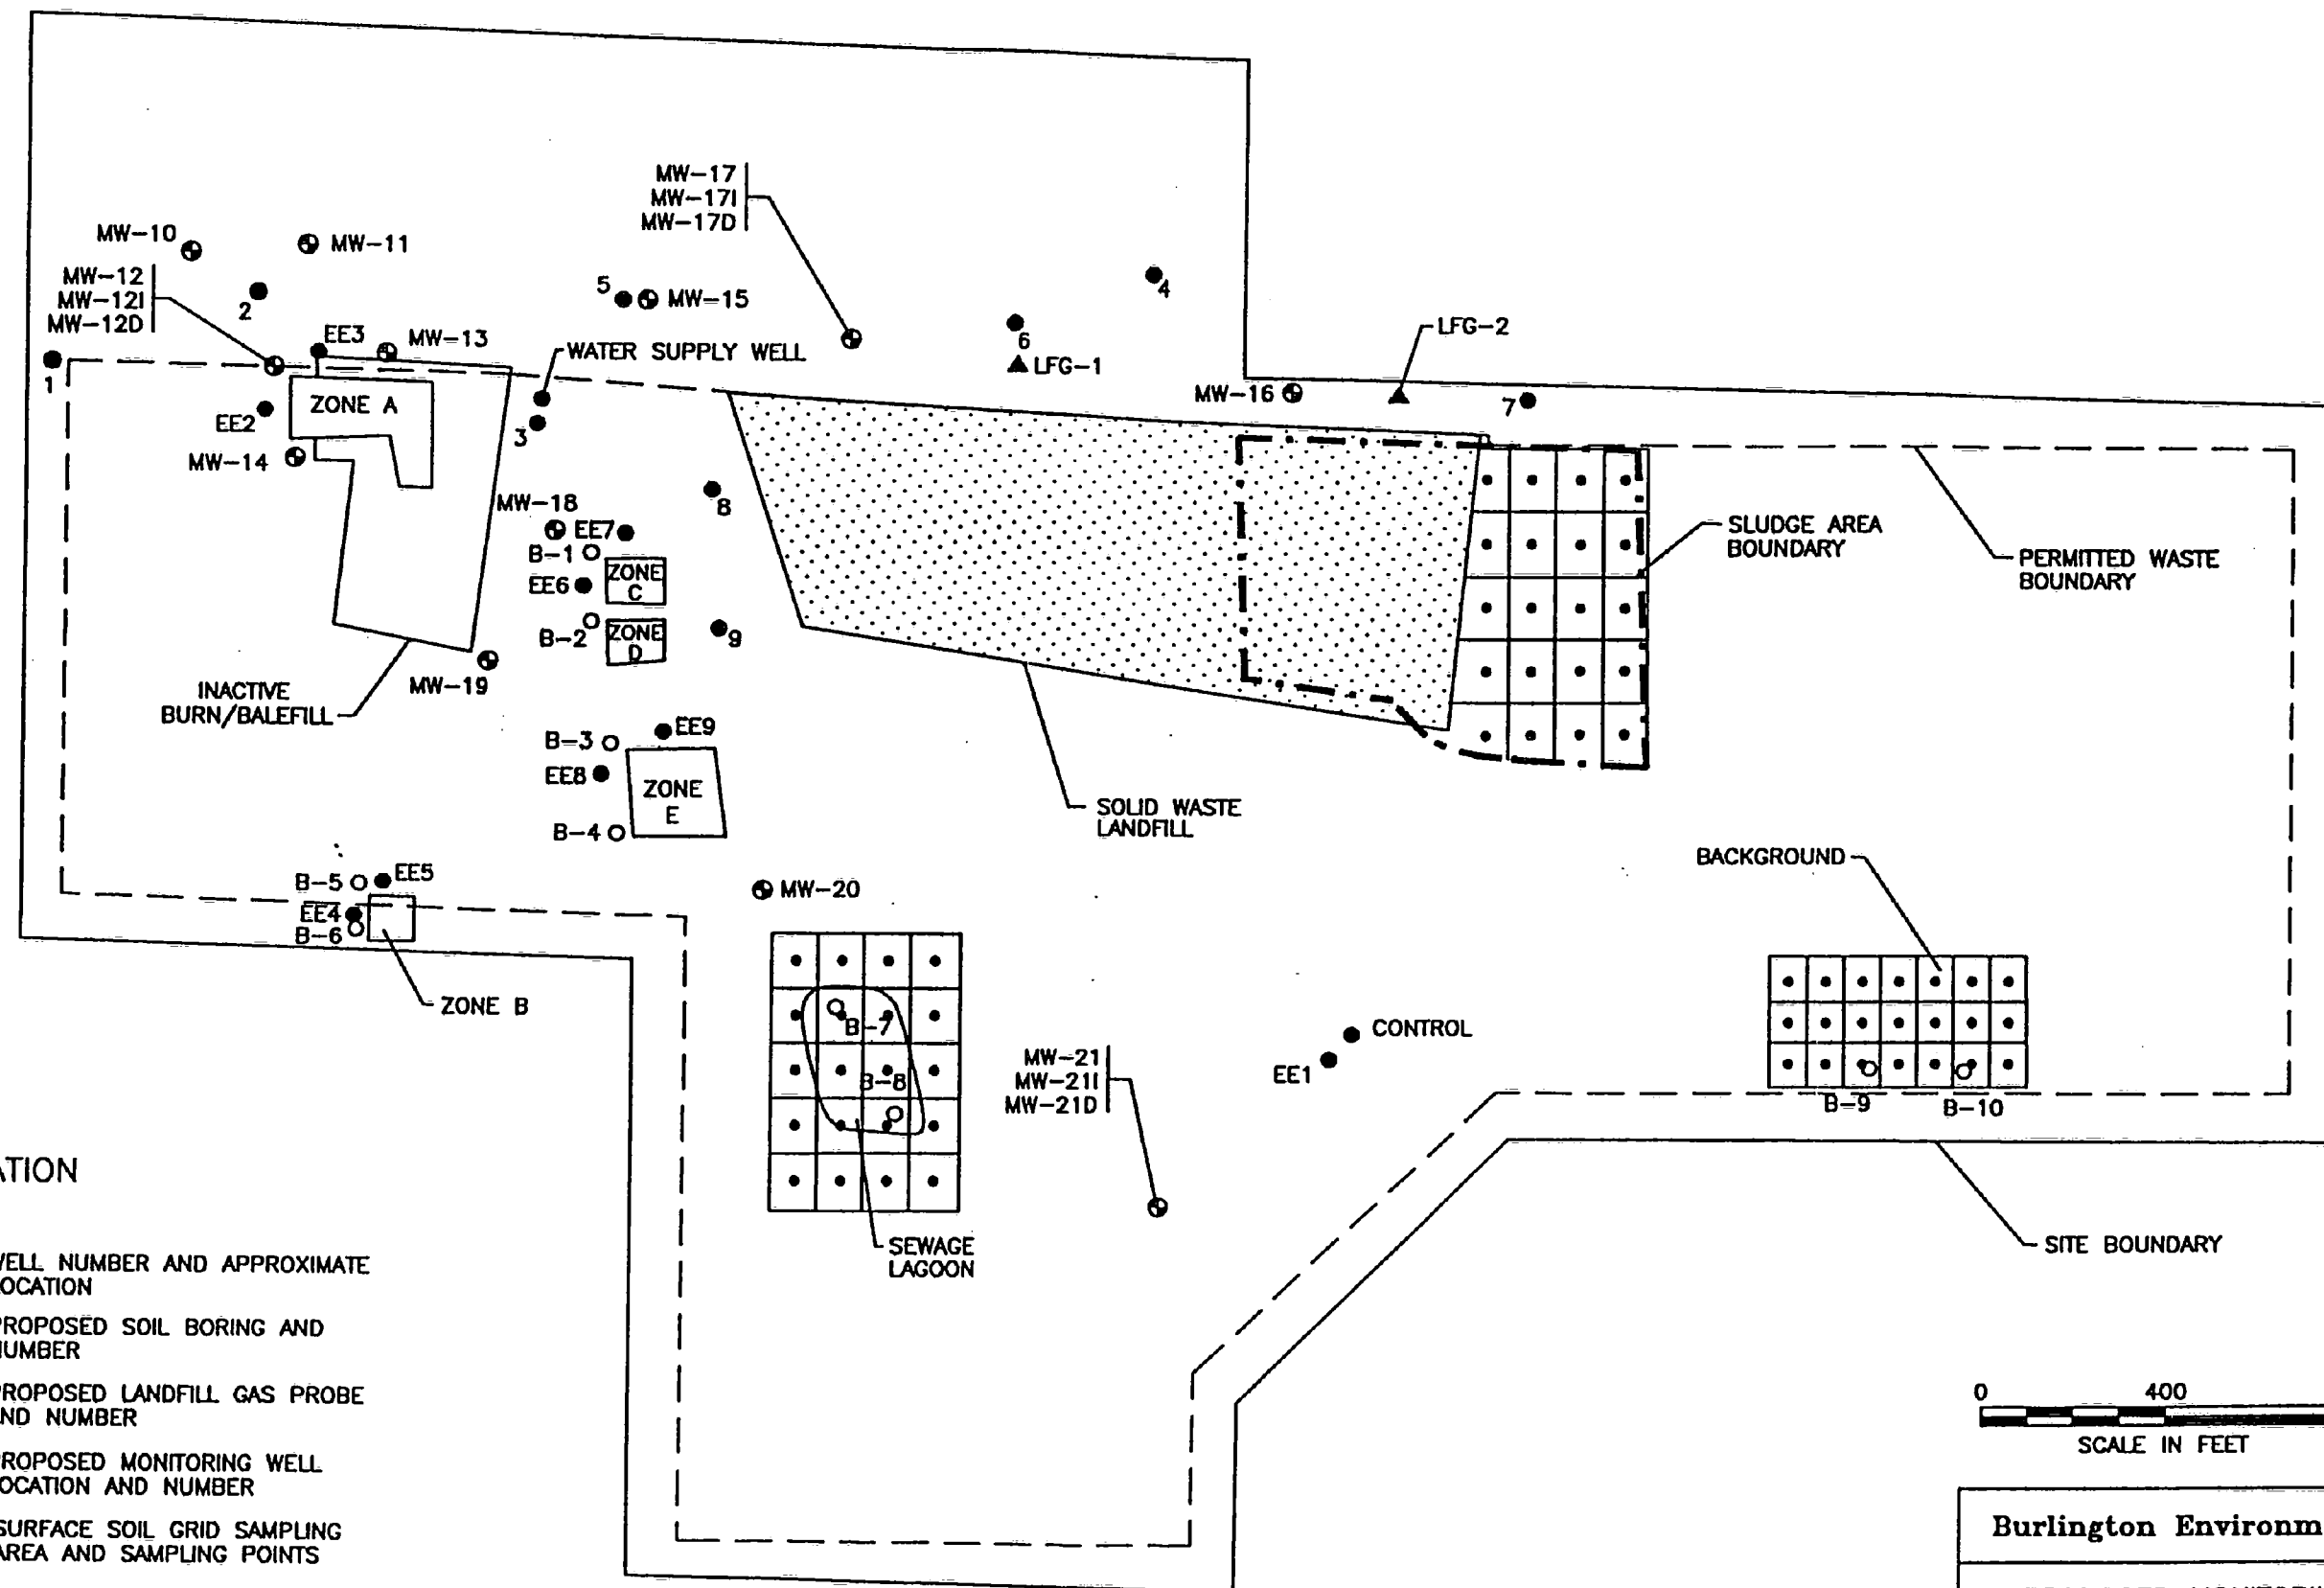 MW-17
MW-17I
MW-17D
MW-10
MW-11
MW-12
MW-12I
MW-12D
2
5
MW-15
4
6
LFG-1
LFG-2
EE3
MW-13
WATER SUPPLY WELL
1
ZONE A
EE2
3
MW-16
7
MW-14
MW-18
8
EE7
B-1
ZONE
C
EE6
SLUDGE AREA
BOUNDARY
PERMITTED WASTE
BOUNDARY
B-2
ZONE
D
9
MW-19
INACTIVE
BURN/BALEFILL
EE9
B-3
EE8
ZONE
E
B-4
SOLID WASTE
LANDFILL
BACKGROUND
B-5
EE5
MW-20
EE4
B-6
ZONE B
B-7
B-8
MW-21
MW-21I
MW-21D
CONTROL
EE1
B-9
B-10
SEWAGE
LAGOON
SITE BOUNDARY
ATION
WELL NUMBER AND APPROXIMATE
LOCATION
PROPOSED SOIL BORING AND
NUMBER
PROPOSED LANDFILL GAS PROBE
AND NUMBER
PROPOSED MONITORING WELL
LOCATION AND NUMBER
SURFACE SOIL GRID SAMPLING
AREA AND SAMPLING POINTS
0 400
SCALE IN FEET
Burlington Environm